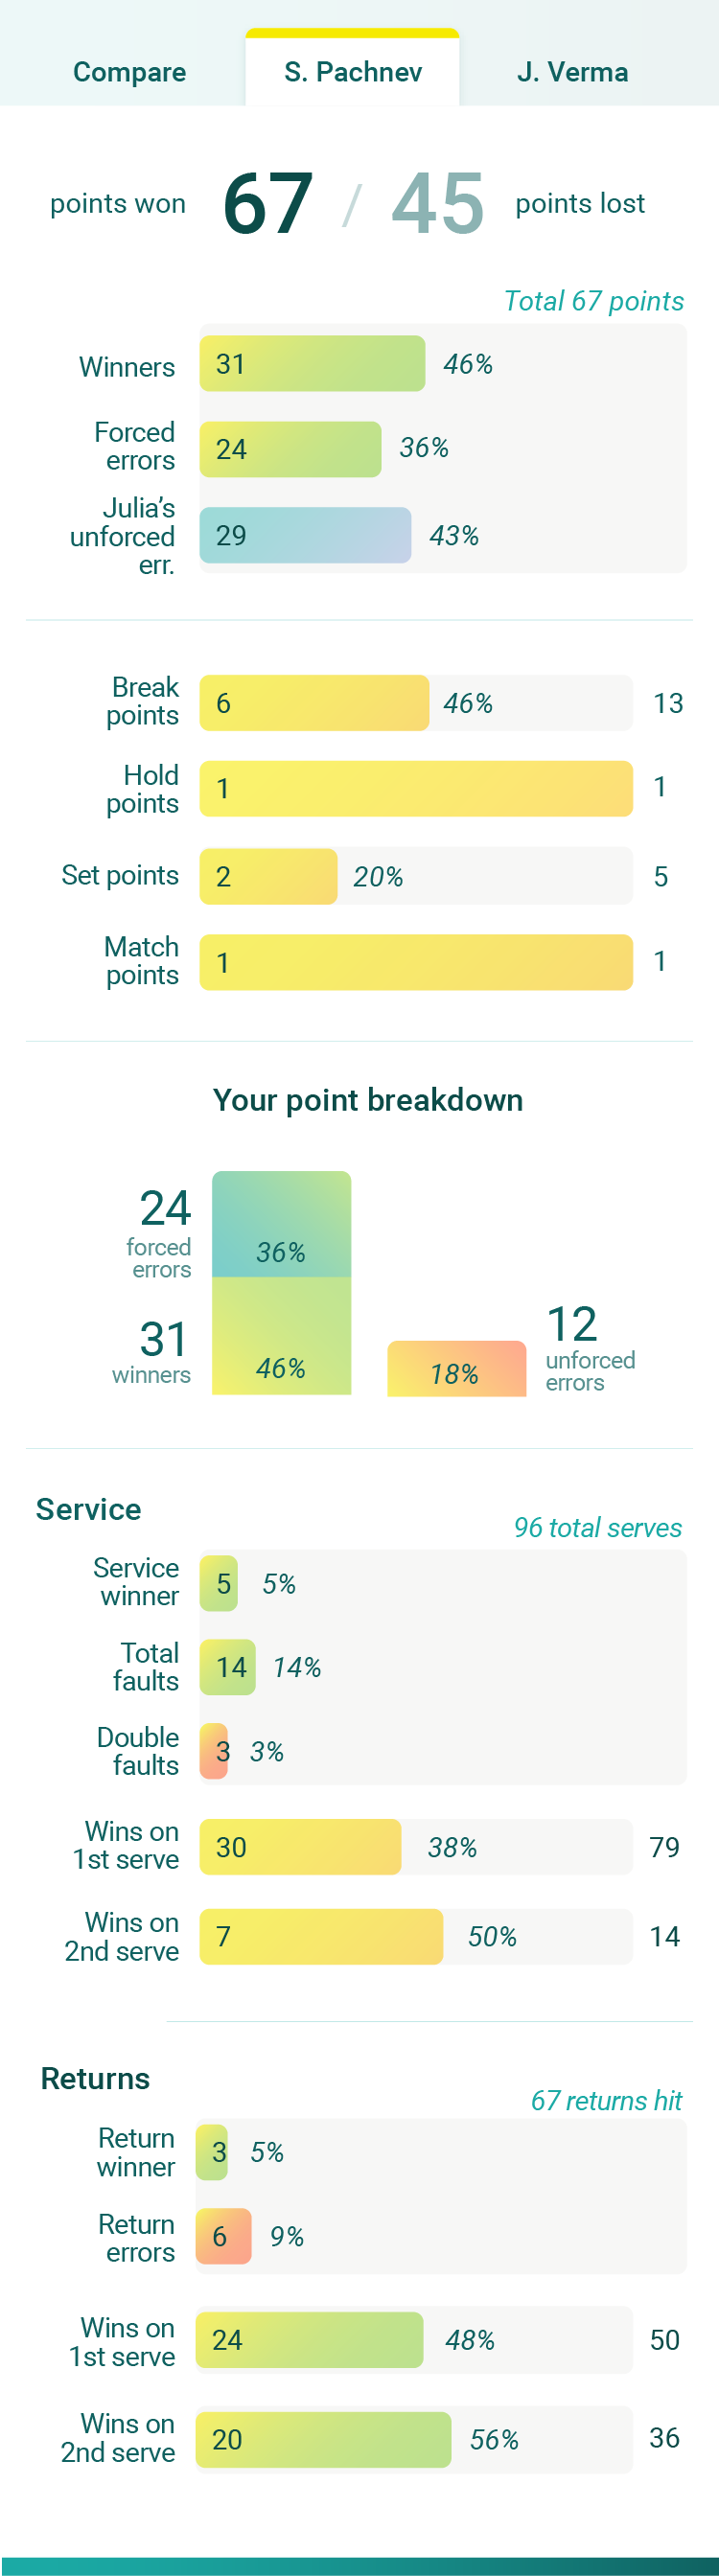 Compare S. Pachnev J. Verma
points won 67 / 45 points lost
Total 67 points
Winners 31 46%
Forced
errors
24 36%
Julia’s
unforced
err.
29 43%
Break
points
6 46% 13
Hold
points
1 1
Set points 2 20% 5
Match
points
1 1
Your point breakdown
24
forced
errors
36%
31
winners
46%
12
unforced
errors
18%
Service
96 total serves
Service
winner
5 5%
Total
faults
14 14%
Double
faults
3 3%
Wins on
1st serve
30 38% 79
Wins on
2nd serve
7 50% 14
Returns
67 returns hit
Return
winner
3 5%
Return
errors
6 9%
Wins on
1st serve
24 48% 50
Wins on
2nd serve
20 56% 36